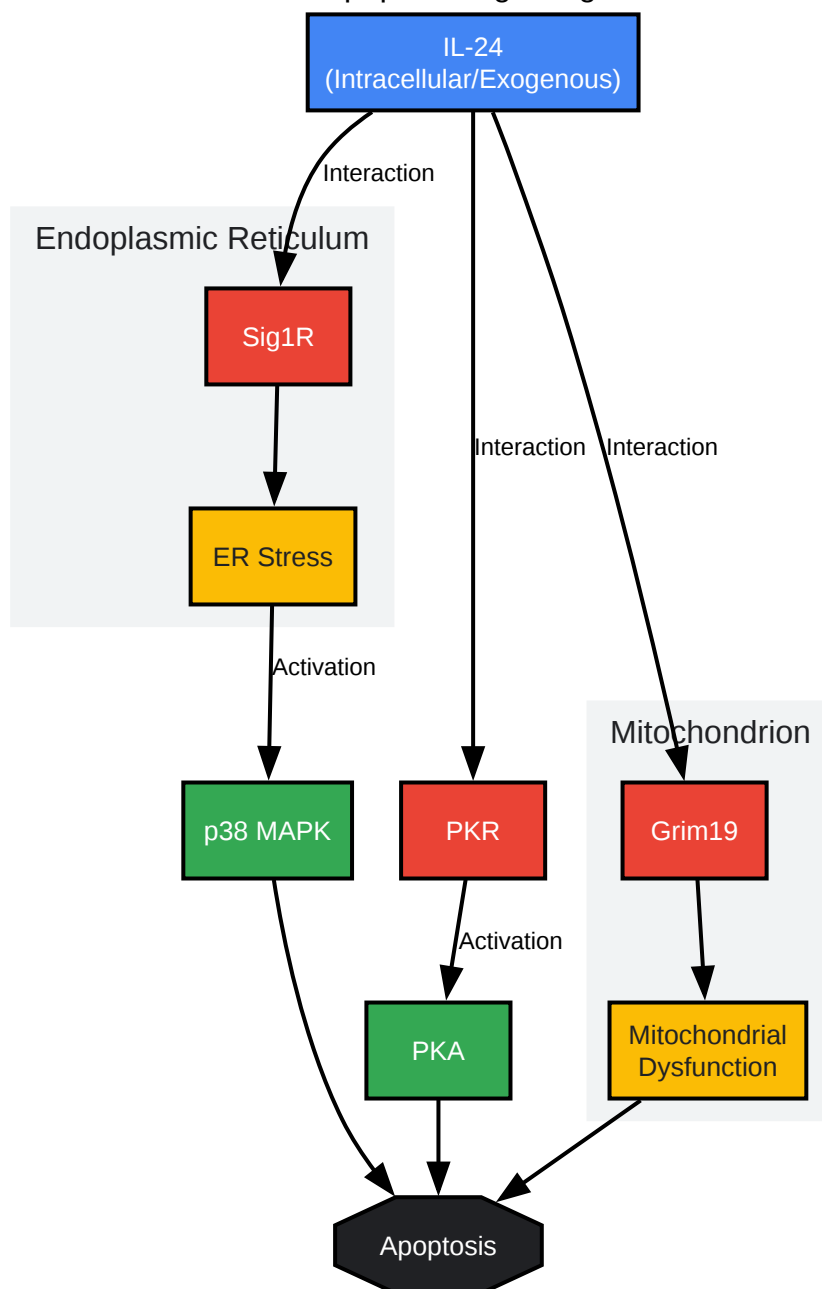 IL-24
(Intracellular/Exogenous)
Interaction
Endoplasmic Reticulum
Sig1R
Interaction
Interaction
ER Stress
Activation
Mitochondrion
p38 MAPK
PKR
Grim19
Activation
PKA
Mitochondrial
Dysfunction
Apoptosis